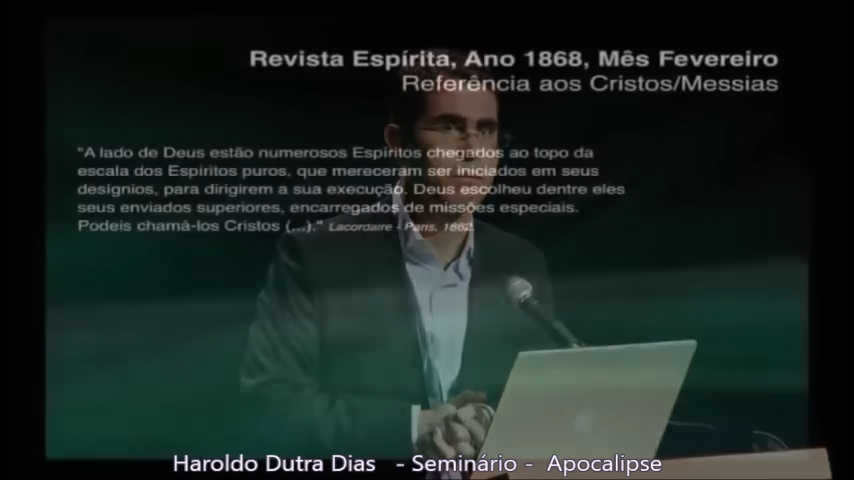 Revista Espírita, Ano 1868, Mês Fevereiro
Referência aos Cristos/Messias
"A lado de Deus estão numerosos Espíritos chegados ao topo da
escala dos Espíritos puros, que mereceram ser iniciados em seus
desígnios, para dirigirem a sua execução. Deus escolheu dentre eles
seus enviados superiores, encarregados de missões especiais.
Podeis chamá-los Cristos (...)." Lacordaire - Paris, 1862.
Haroldo Dutra Dias - Seminário - Apocalipse